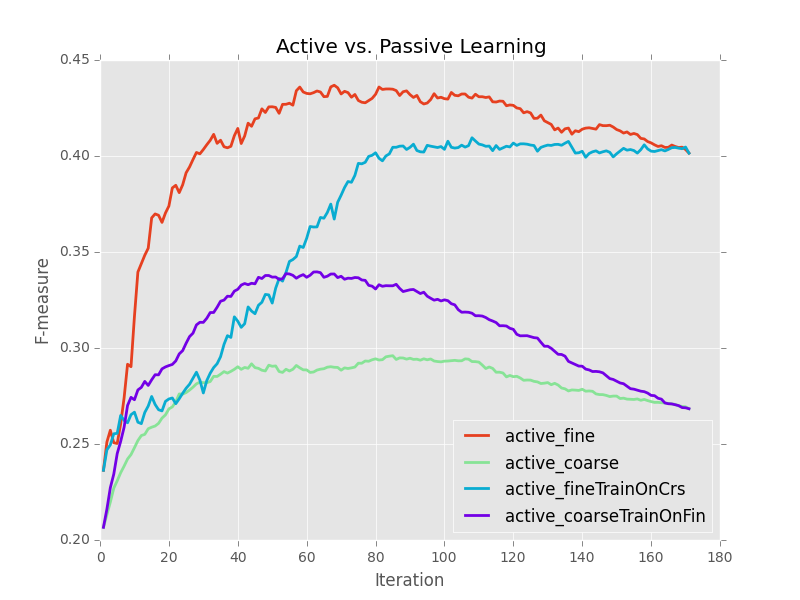 Active vs. Passive Learning
0.45
0.40
0.35
0.30
0.25
0.20
F-measure
0 20 40 60 80 100 120 140 160 180
Iteration
active_fine
active_coarse
active_fineTrainOnCrs
active_coarseTrainOnFin